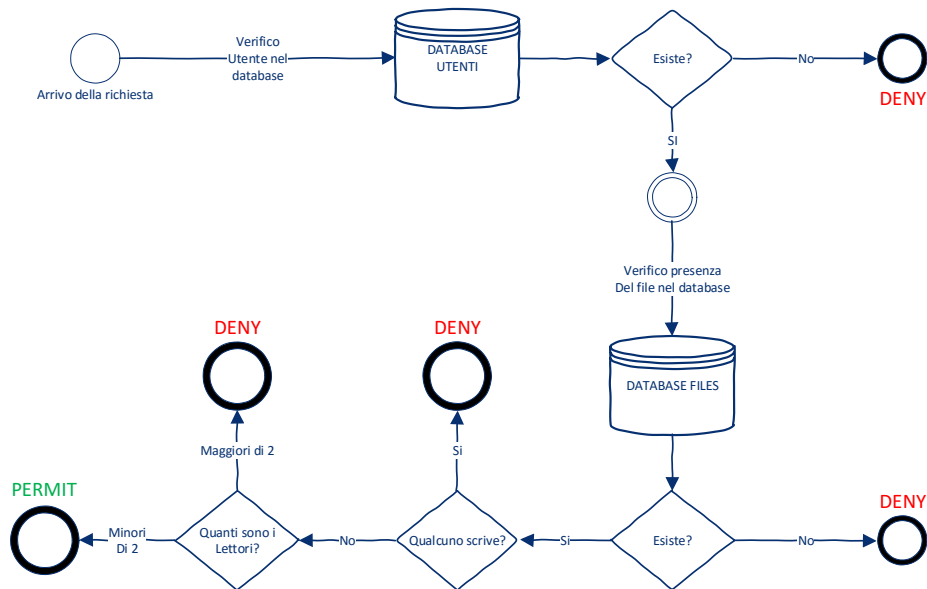 Verifico
Utente nel
database
DATABASE
UTENTI
Esiste?
No
DENY
Arrivo della richiesta
SI
Verifico presenza
Del file nel database
DATABASE FILES
DENY
DENY
Maggiori di 2
Si
PERMIT
Minori
Di 2
Quanti sono i
Lettori?
No
Qualcuno scrive?
Si
Esiste?
No
DENY